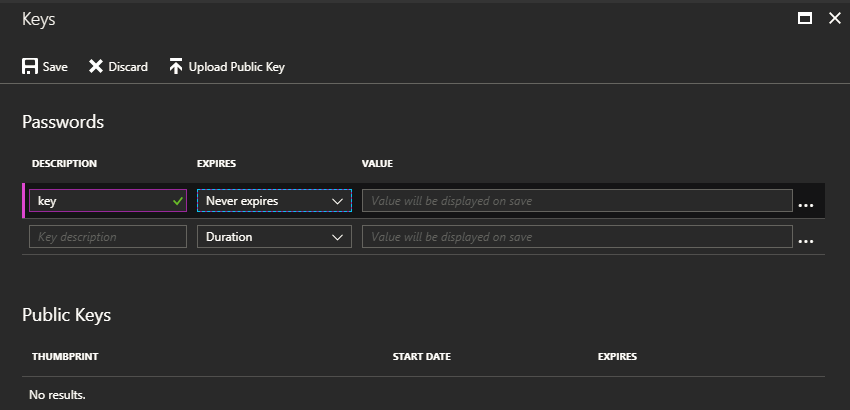 Keys
Save Discard Upload Public Key
Passwords
DESCRIPTION EXPIRES VALUE
key Never expires Value will be displayed on save ...
Key description Duration Value will be displayed on save ...
Public Keys
THUMBPRINT START DATE EXPIRES
No results.